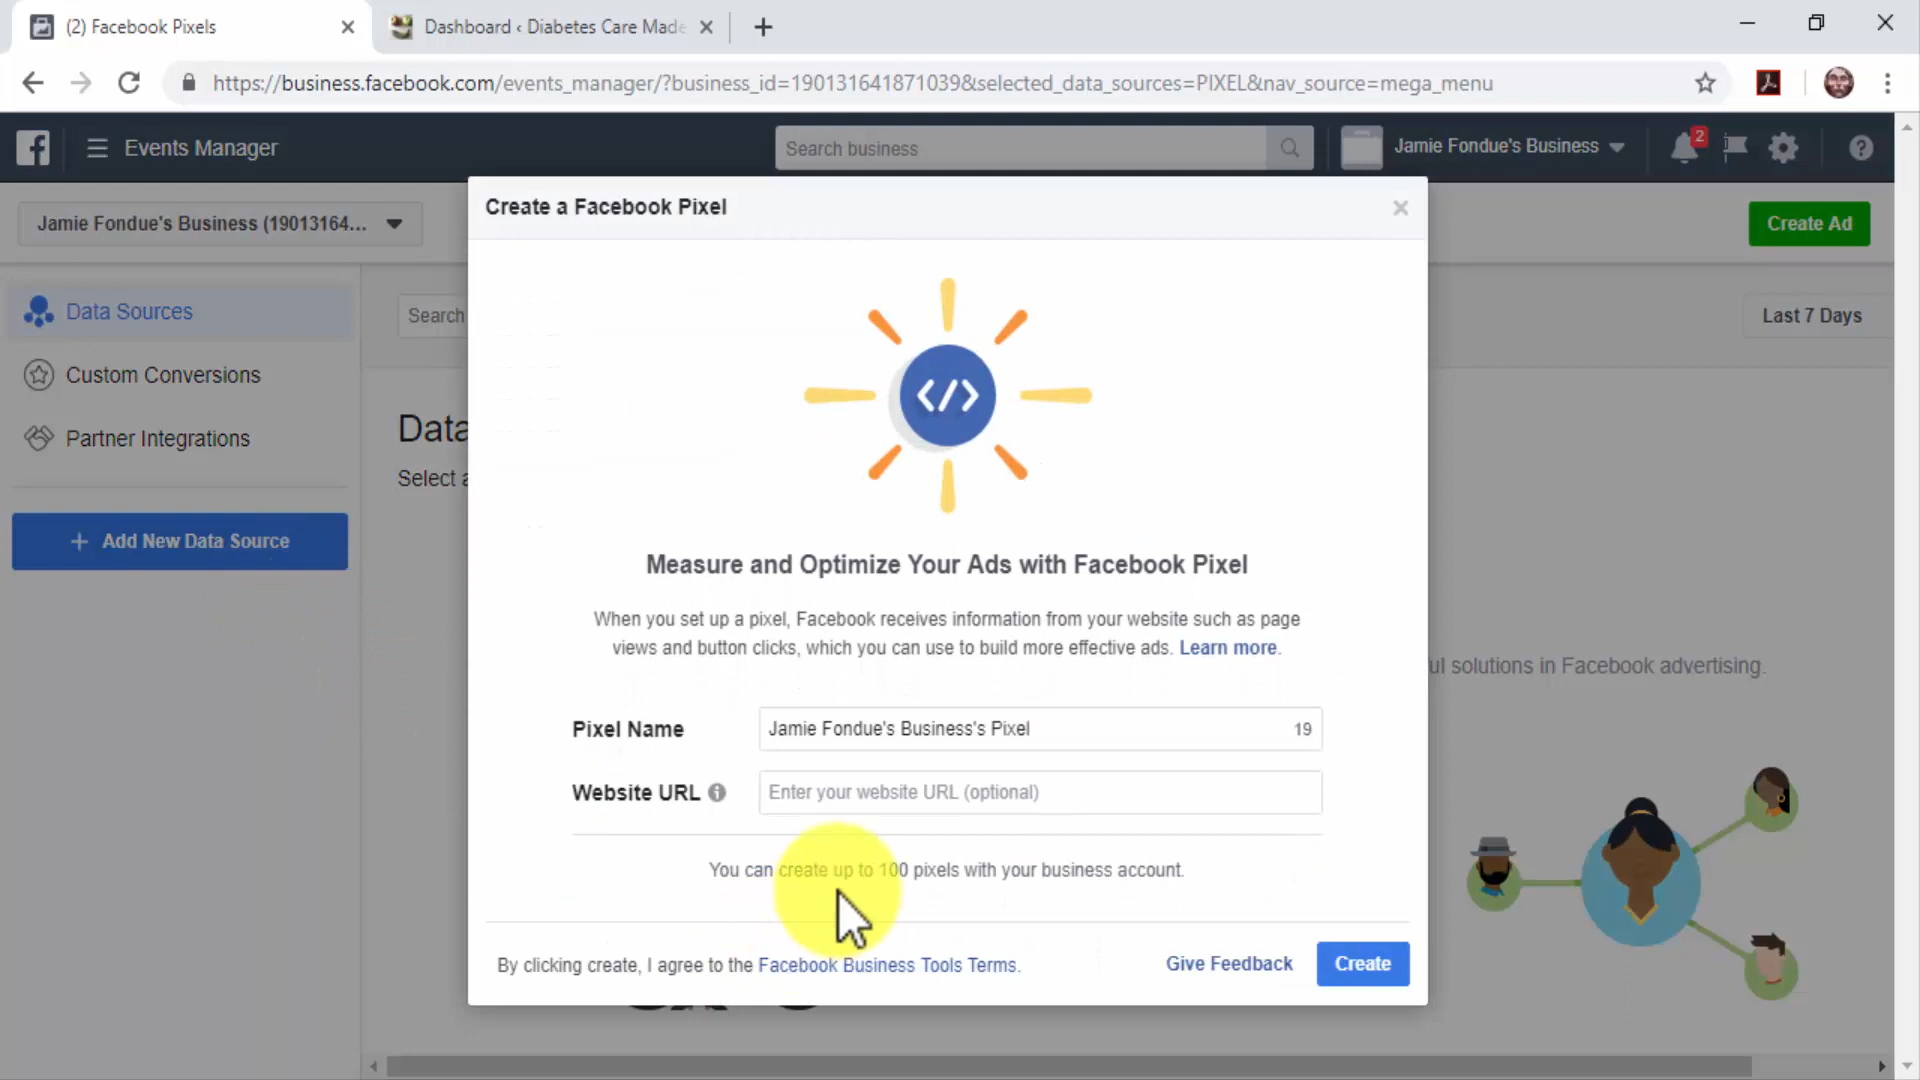 (2) Facebook Pixels
Dashboard ‹ Diabetes Care Made
https://business.facebook.com/events_manager/?business_id=190131641871039&selected_data_sources=PIXEL&nav_source=mega_menu
Events Manager
Search business
Jamie Fondue's Business
2
Jamie Fondue's Business (19013164...
Create a Facebook Pixel
Create Ad
Data Sources
Search
Last 7 Days
Custom Conversions
Partner Integrations
Data
Select a
Add New Data Source
Measure and Optimize Your Ads with Facebook Pixel
When you set up a pixel, Facebook receives information from your website such as page
views and button clicks, which you can use to build more effective ads. Learn more.
ul solutions in Facebook advertising.
Pixel Name
Jamie Fondue's Business's Pixel
19
Website URL
Enter your website URL (optional)
You can create up to 100 pixels with your business account.
By clicking create, I agree to the Facebook Business Tools Terms.
Give Feedback
Create